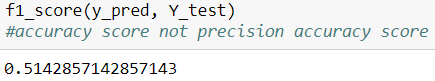 f1_score(y_pred, Y_test)
#accuracy score not precision accuracy score
0.5142857142857143